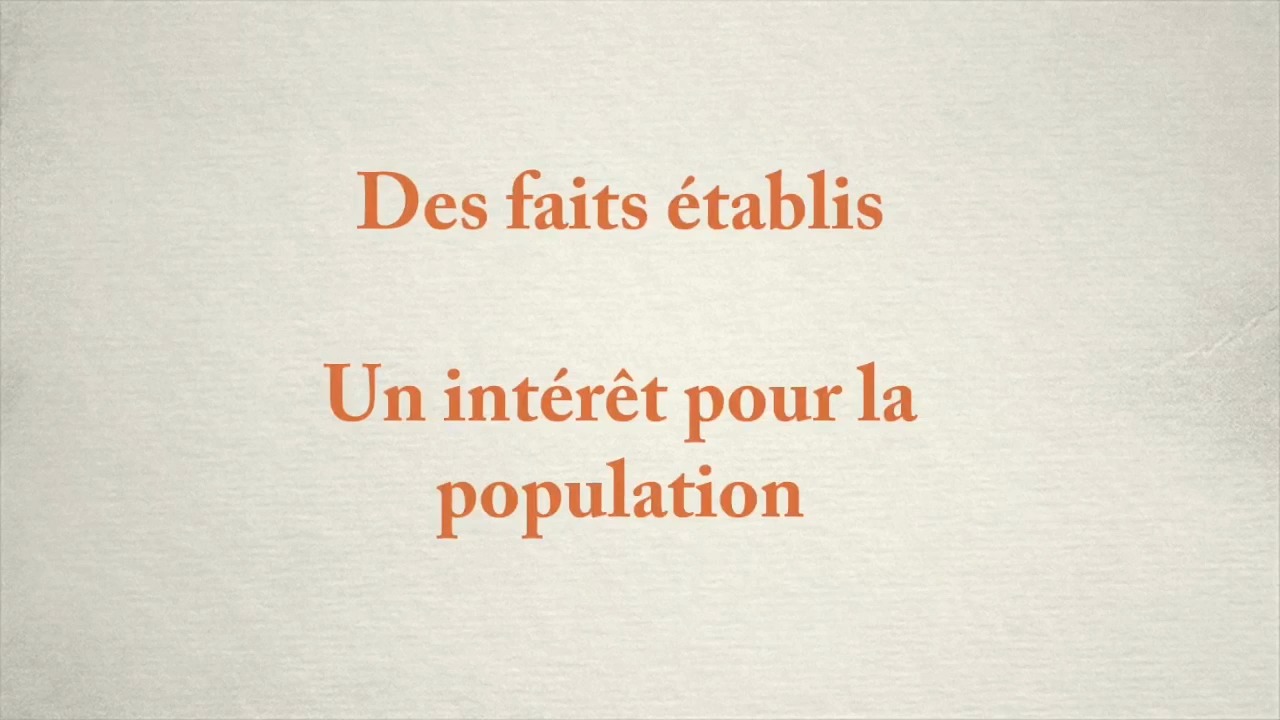 Des faits établis
Un intérêt pour la
population